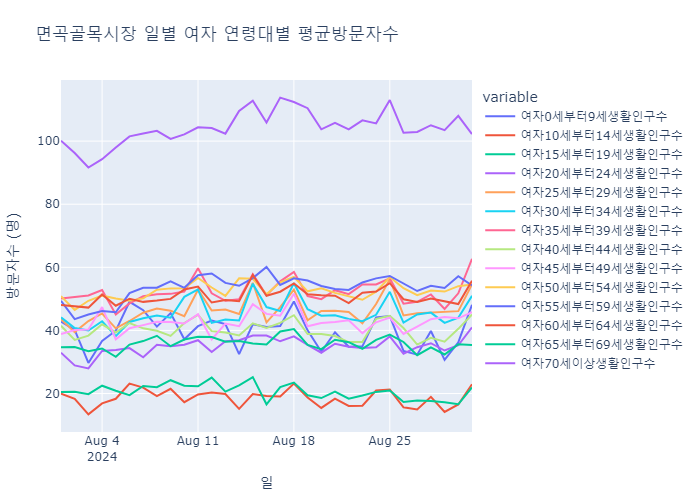 면곡골목시장 일별 여자 연령대별 평균방문자수
variable
여자0세부터9세생활인구수
여자10세부터14세생활인구수
여자15세부터19세생활인구수
여자20세부터24세생활인구수
여자25세부터29세생활인구수
여자30세부터34세생활인구수
여자35세부터39세생활인구수
여자40세부터44세생활인구수
여자45세부터49세생활인구수
여자50세부터54세생활인구수
여자55세부터59세생활인구수
여자60세부터64세생활인구수
여자65세부터69세생활인구수
여자70세이상생활인구수
방문자수 (명)
100
80
60
40
20
Aug 4
2024
Aug 11
Aug 18
Aug 25
일